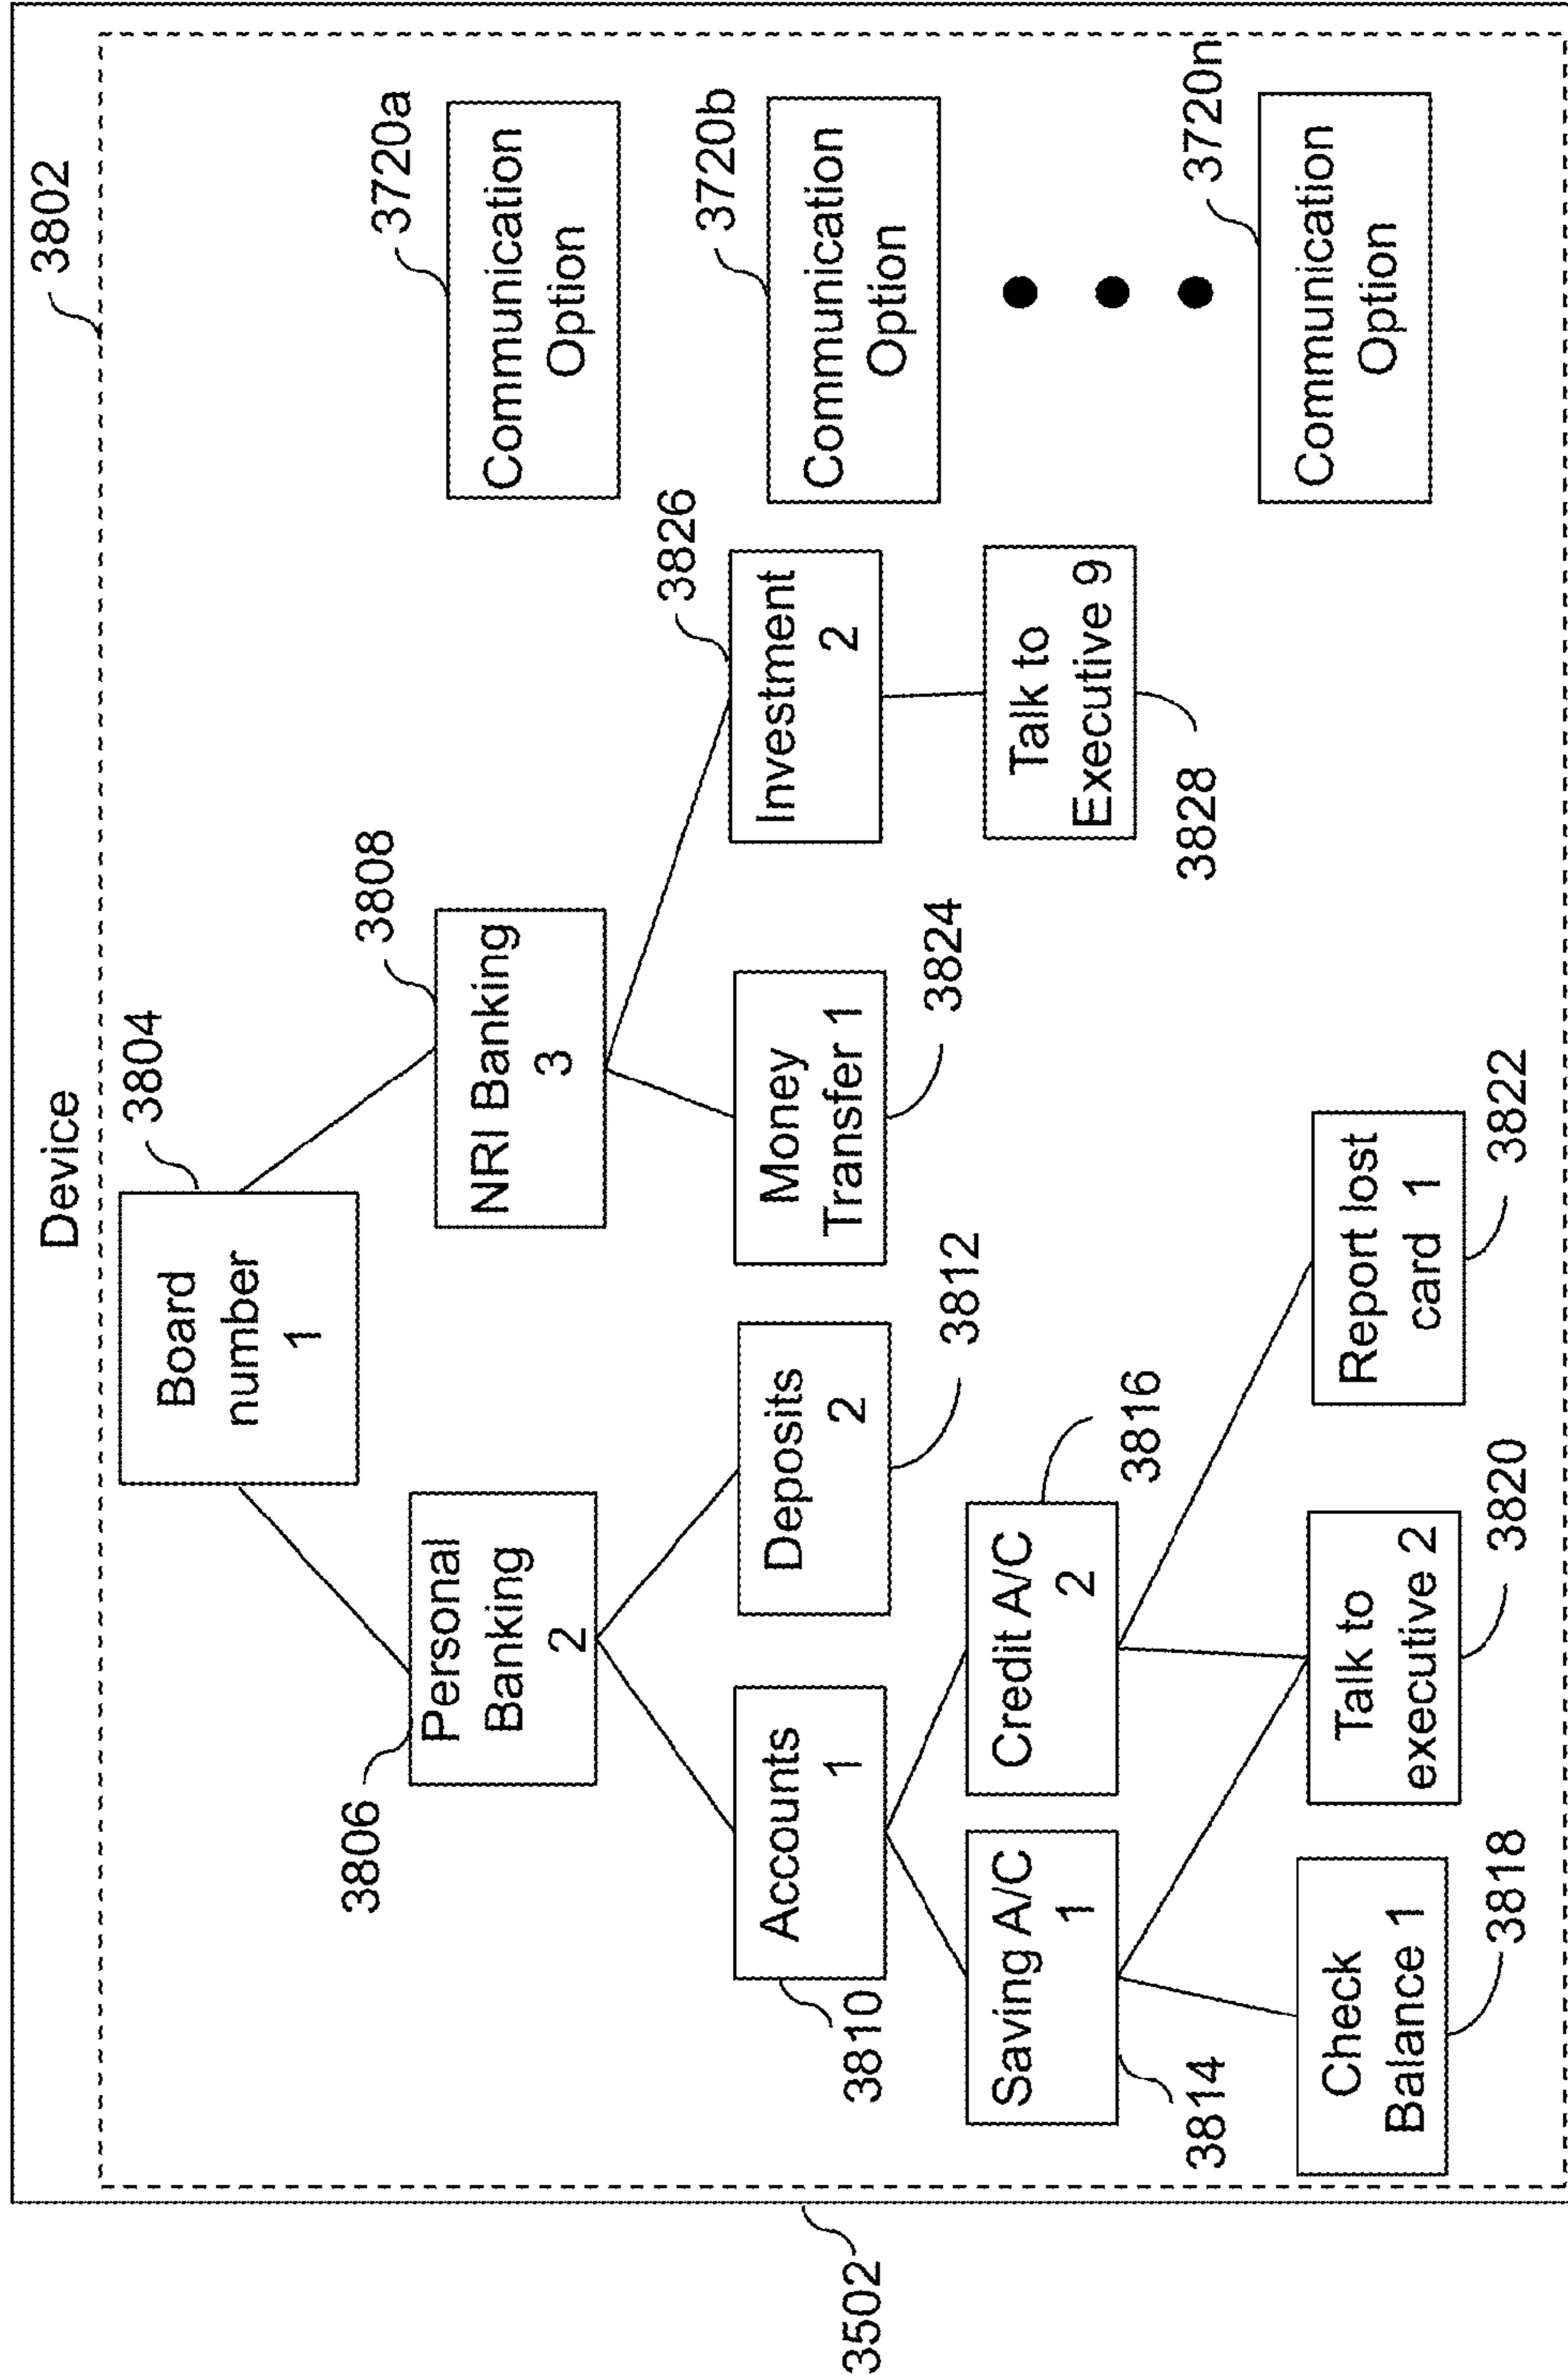 Device
3802
3804
Board
number
1
3806
Personal
Banking
2
3808
NRI Banking
3
3720a
Communication
Option
3810
Accounts
1
Deposits
2
3812
Money
Transfer 1
3824
3826
Investment
2
3720b
Communication
Option
3502
3814
Saving A/C
1
Credit A/C
2
3816
Talk to
Executive 9
3828
Check
Balance 1
3818
Talk to
executive 2
3820
Report lost
card 1
3822
3720n
Communication
Option